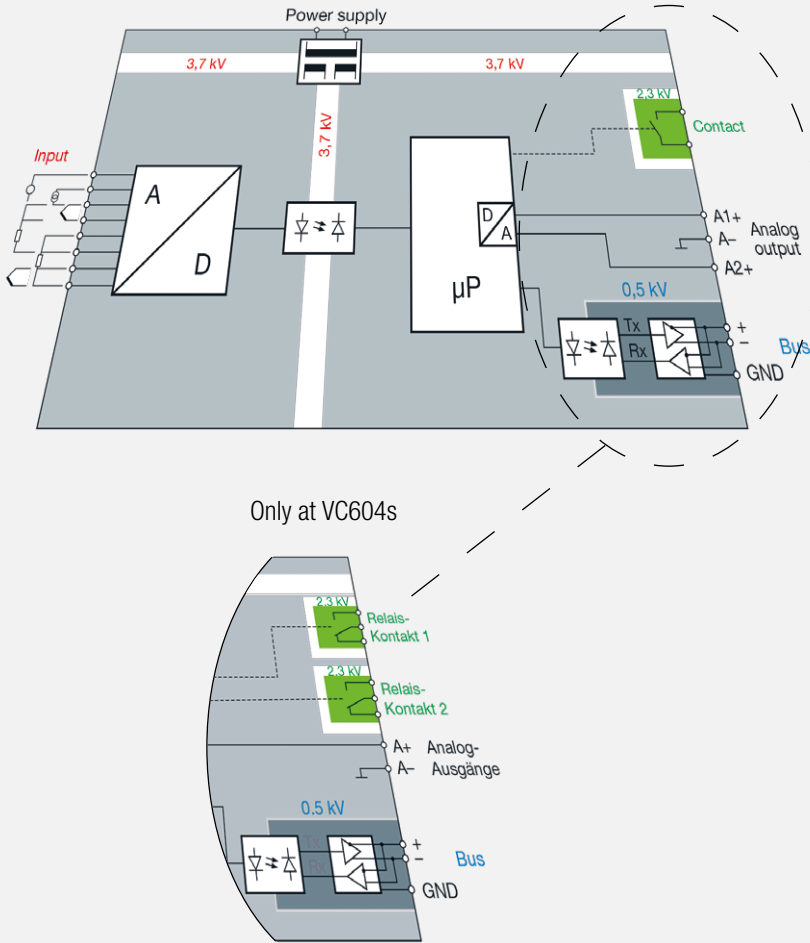 Power supply
3,7 kV
3,7 kV
3,7 kV
2,3 kV
Contact
Input
A
D
D
A
µP
A1+
A–
Analog
output
A2+
0,5 kV
Tx
Rx
+
–
Bus
GND
Only at VC604s
2,3 kV
Relais-
Kontakt 1
2,3 kV
Relais-
Kontakt 2
A+ Analog-
A– Ausgänge
0.5 kV
Tx
Rx
+
–
Bus
GND